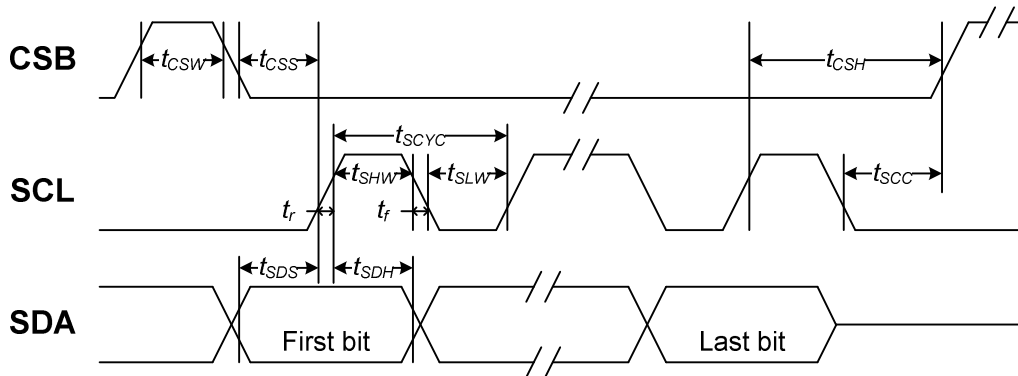 CSB
tCSW
tCSS
tCSH
tSCYC
SCL
tSHW
tSLW
tSCC
tr
tf
tSDS
tSDH
SDA
First bit
Last bit